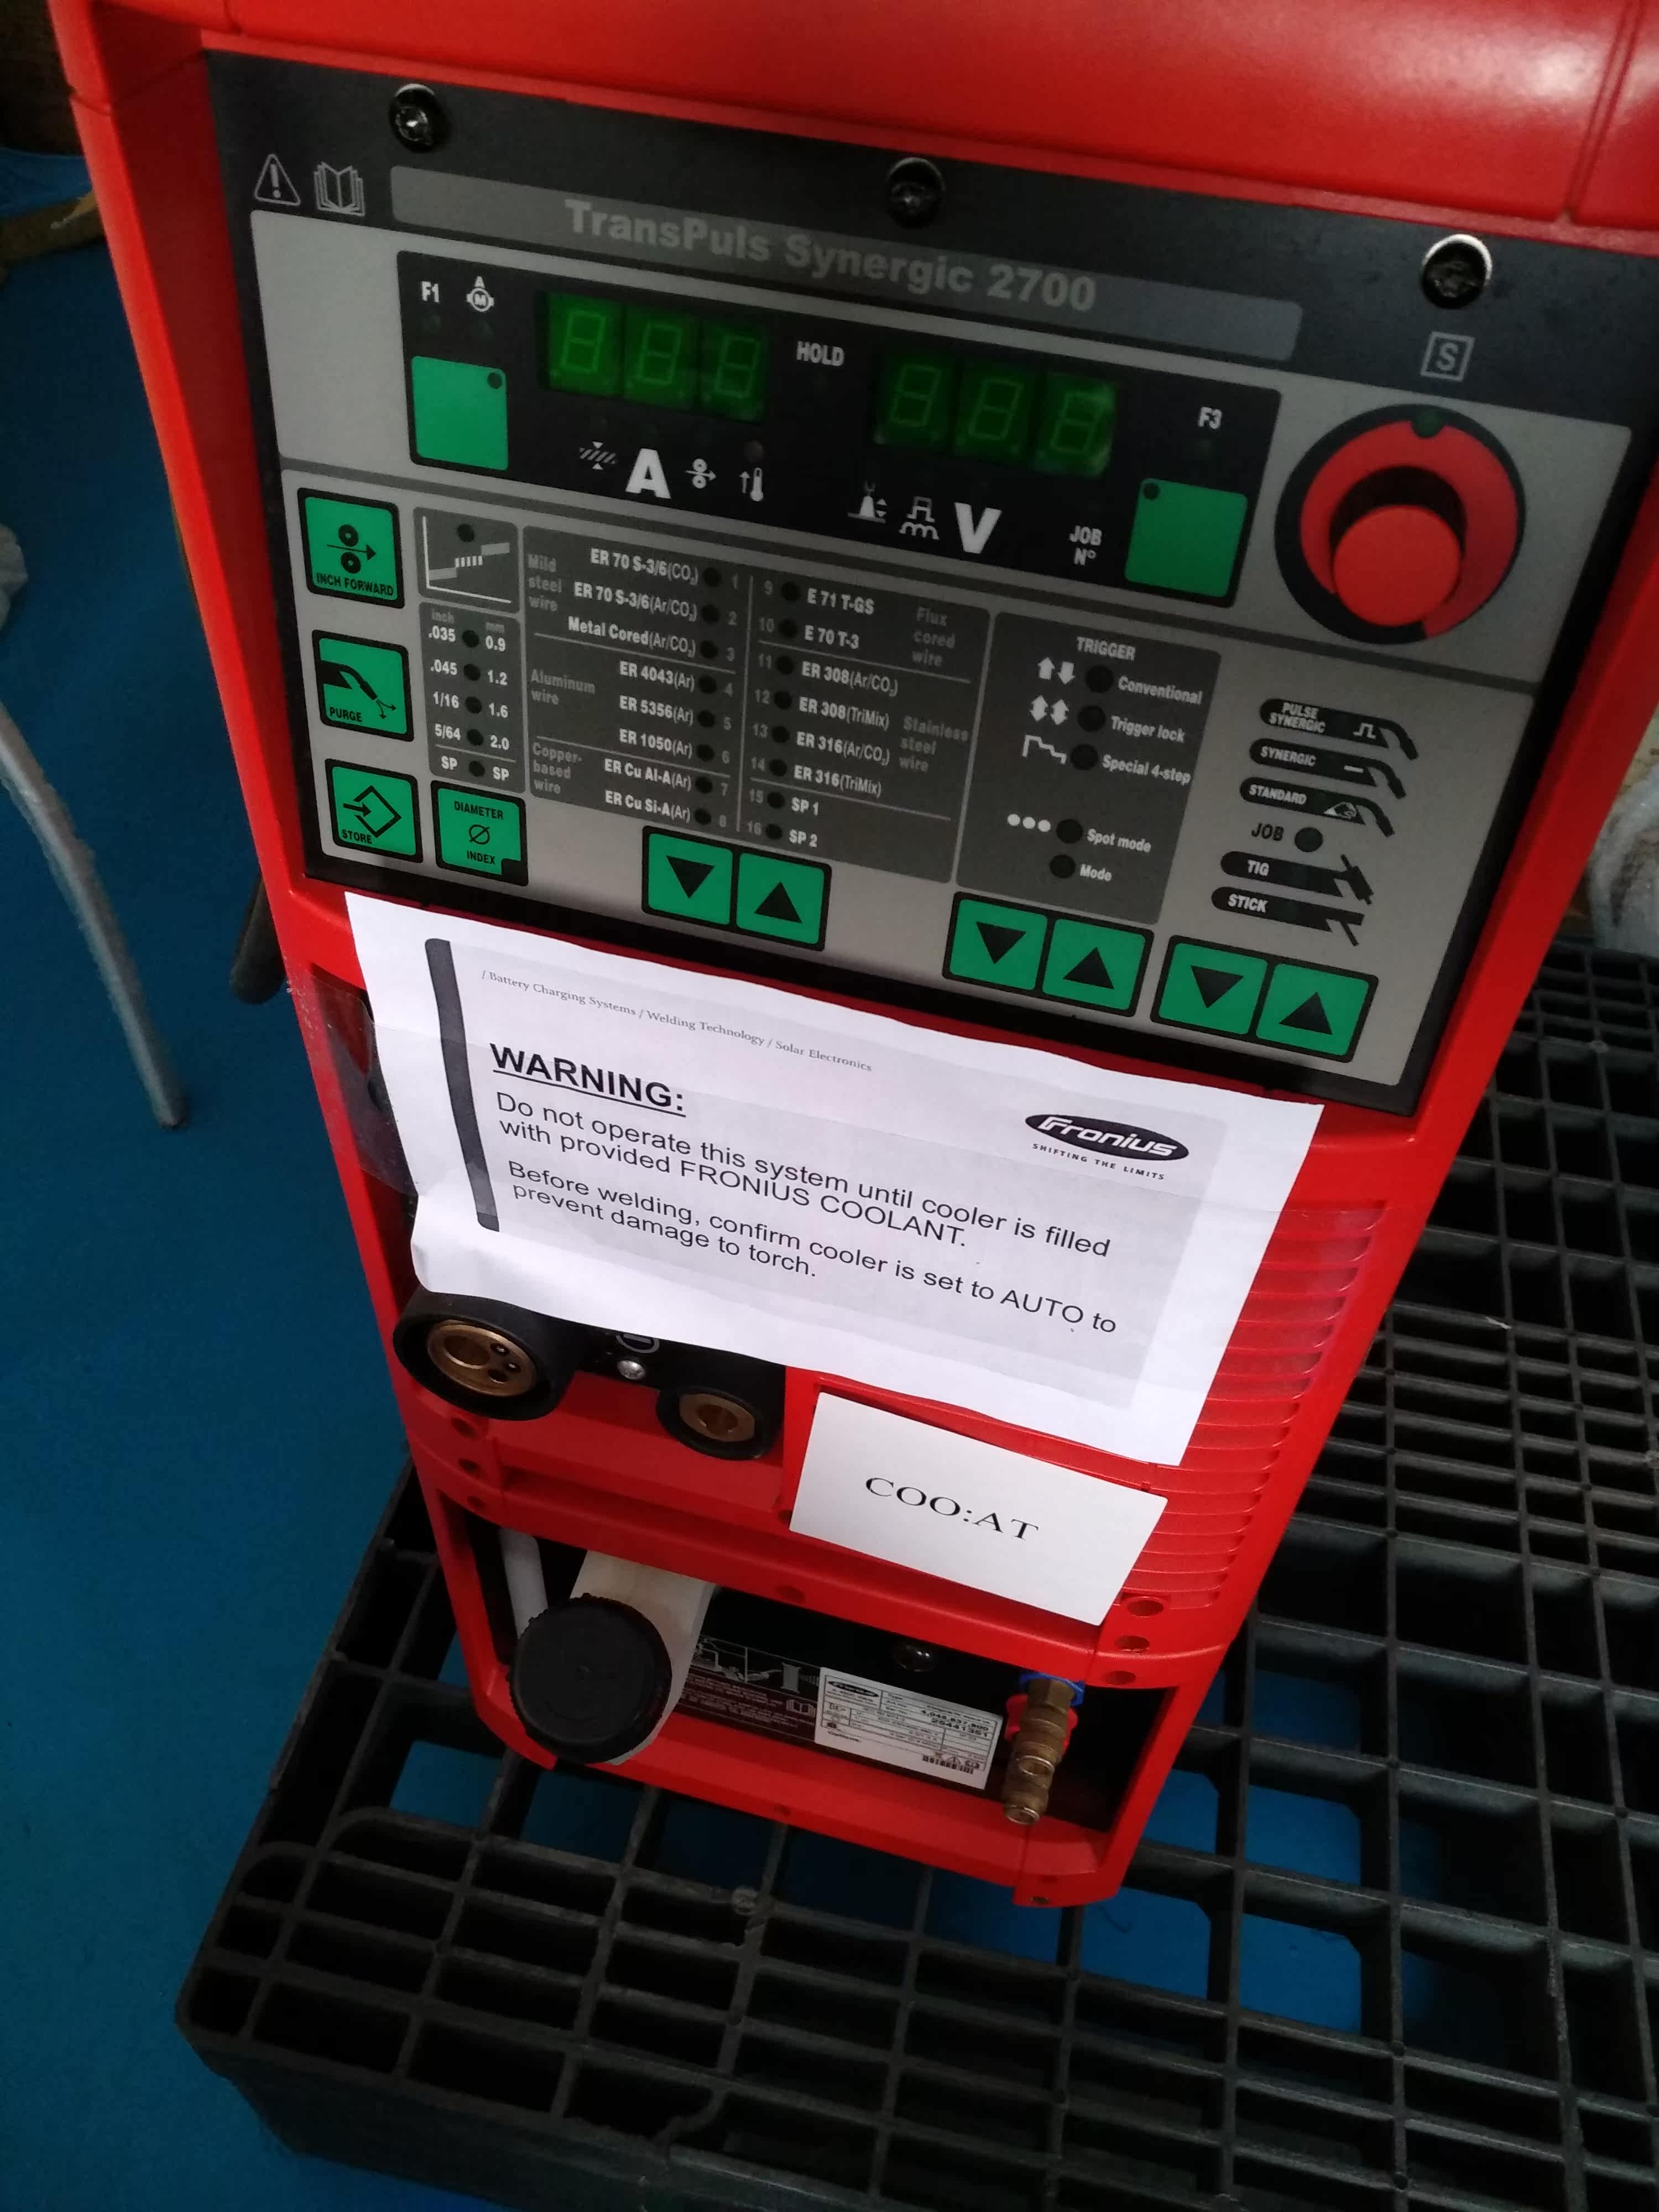 TransPuls Synergic 2700
F1
A
M
HOLD
F3
S
A
V
JOB
N°
INCH FORWARD
PURGE
STORE
inch mm
.035 0.9
.045 1.2
1/16 1.6
5/64 2.0
SP SP
DIAMETER
INDEX
Mild
steel
wire
ER 70 S-3/6(CO₂) 1
ER 70 S-3/6(Ar/CO₂) 2
Metal Cored(Ar/CO₂) 3
Aluminum
wire
ER 4043(Ar) 4
ER 5356(Ar) 5
ER 1050(Ar) 6
Copper-
based
wire
ER Cu Al-A(Ar) 7
ER Cu Si-A(Ar) 8
9 E 71 T-GS
10 E 70 T-3
Flux
cored
wire
11 ER 308(Ar/CO₂)
12 ER 308(TriMix)
13 ER 316(Ar/CO₂)
14 ER 316(TriMix)
Stainless
steel
wire
15 SP 1
16 SP 2
TRIGGER
Conventional
Trigger lock
Special 4-step
Spot mode
Mode
PULSE
SYNERGIC
SYNERGIC
STANDARD
JOB
TIG
STICK
/ Battery Charging Systems / Welding Technology / Solar Electronics
WARNING:
Fronius
SHIFTING THE LIMITS
Do not operate this system until cooler is filled
with provided FRONIUS COOLANT.
Before welding, confirm cooler is set to AUTO to
prevent damage to torch.
COO:AT
Fronius